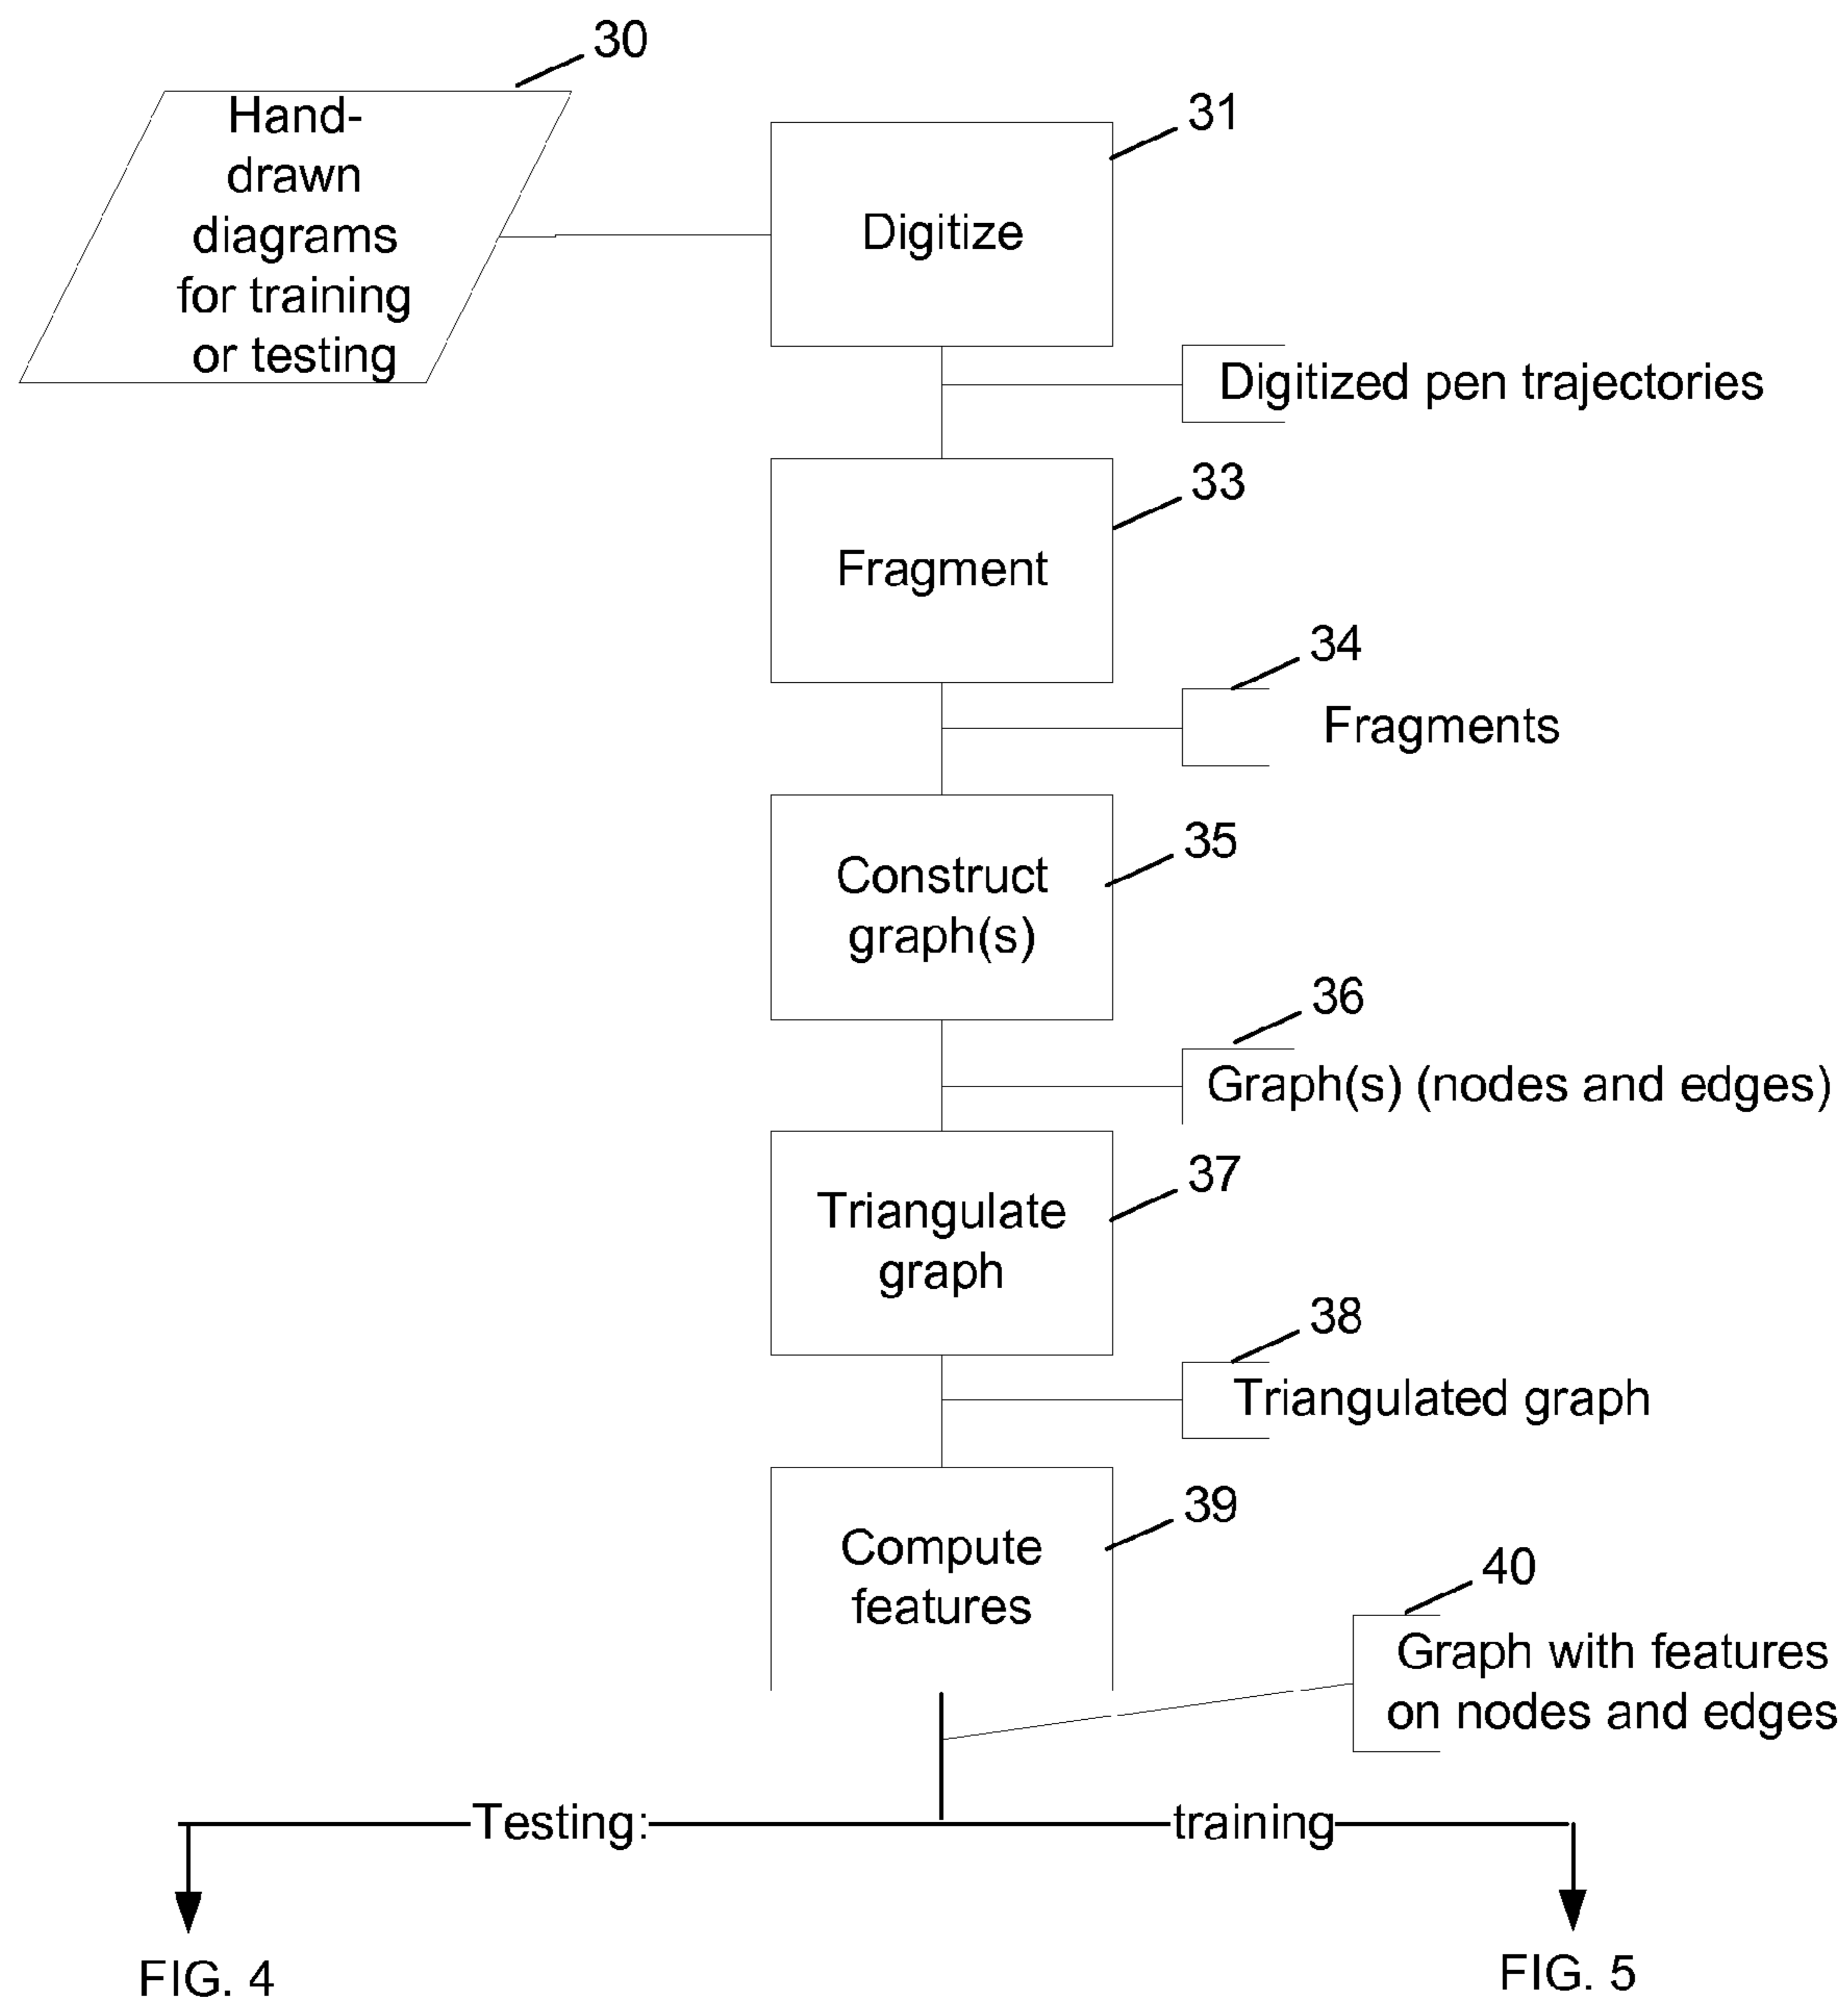 30
Hand-
drawn
diagrams
for training
or testing
31
Digitize
Digitized pen trajectories
33
Fragment
34
Fragments
35
Construct
graph(s)
36
Graph(s) (nodes and edges)
37
Triangulate
graph
38
Triangulated graph
39
Compute
features
40
Graph with features
on nodes and edges
Testing:
training
FIG. 4
FIG. 5